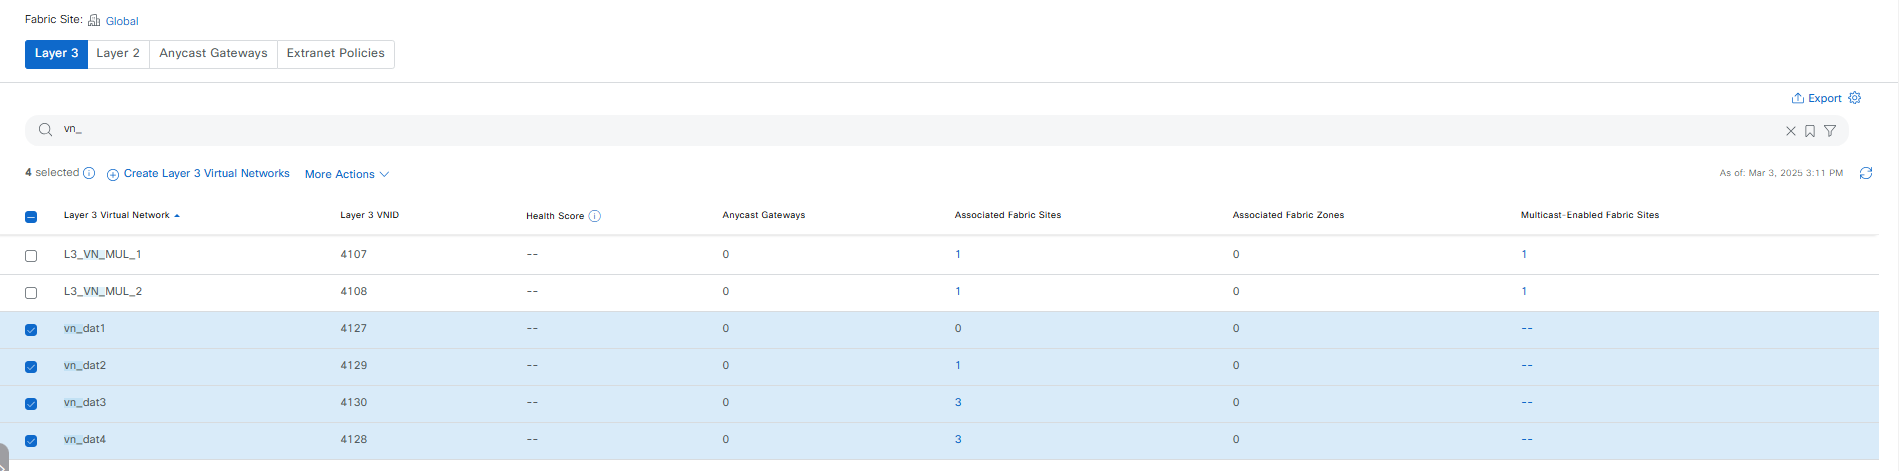 Fabric Site: Global
Layer 3 Layer 2 Anycast Gateways Extranet Policies
Export
vn_
4 selected Create Layer 3 Virtual Networks More Actions As of: Mar 3, 2025 3:11 PM
Layer 3 Virtual Network Layer 3 VNID Health Score Anycast Gateways Associated Fabric Sites Associated Fabric Zones Multicast-Enabled Fabric Sites
L3_VN_MUL_1 4107 -- 0 1 0 1
L3_VN_MUL_2 4108 -- 0 1 0 1
vn_dat1 4127 -- 0 0 0 --
vn_dat2 4129 -- 0 1 0 --
vn_dat3 4130 -- 0 3 0 --
vn_dat4 4128 -- 0 3 0 --